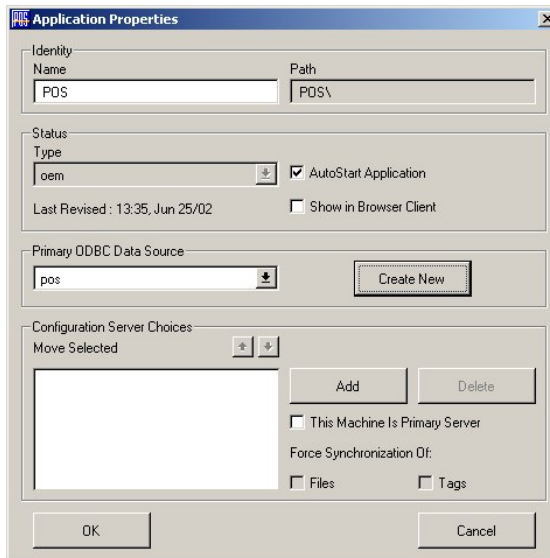 POS Application Properties
Identity
Name Path
POS POS\
Status
Type
oem AutoStart Application
Last Revised : 13:35, Jun 25/02 Show in Browser Client
Primary ODBC Data Source
pos Create New
Configuration Server Choices
Move Selected
Add Delete
This Machine Is Primary Server
Force Synchronization Of:
Files Tags
OK Cancel